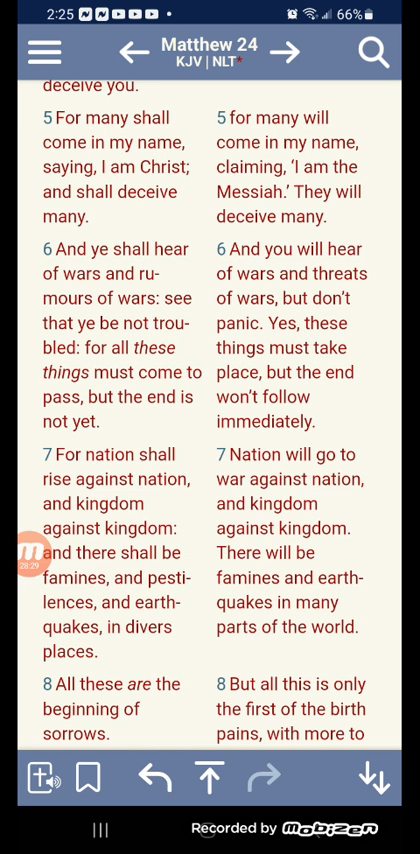 2:25
66%
Matthew 24
KJV | NLT*
deceive you.
5 For many shall
come in my name,
saying, I am Christ;
and shall deceive
many.
6 And ye shall hear
of wars and ru-
mours of wars: see
that ye be not trou-
bled: for all these
things must come to
pass, but the end is
not yet.
7 For nation shall
rise against nation,
and kingdom
against kingdom:
and there shall be
famines, and pesti-
lences, and earth-
quakes, in divers
places.
8 All these are the
beginning of
sorrows.
5 for many will
come in my name,
claiming, ‘I am the
Messiah.’ They will
deceive many.
6 And you will hear
of wars and threats
of wars, but don’t
panic. Yes, these
things must take
place, but the end
won’t follow
immediately.
7 Nation will go to
war against nation,
and kingdom
against kingdom.
There will be
famines and earth-
quakes in many
parts of the world.
8 But all this is only
the first of the birth
pains, with more to
m
28:29
Recorded by Mobizen